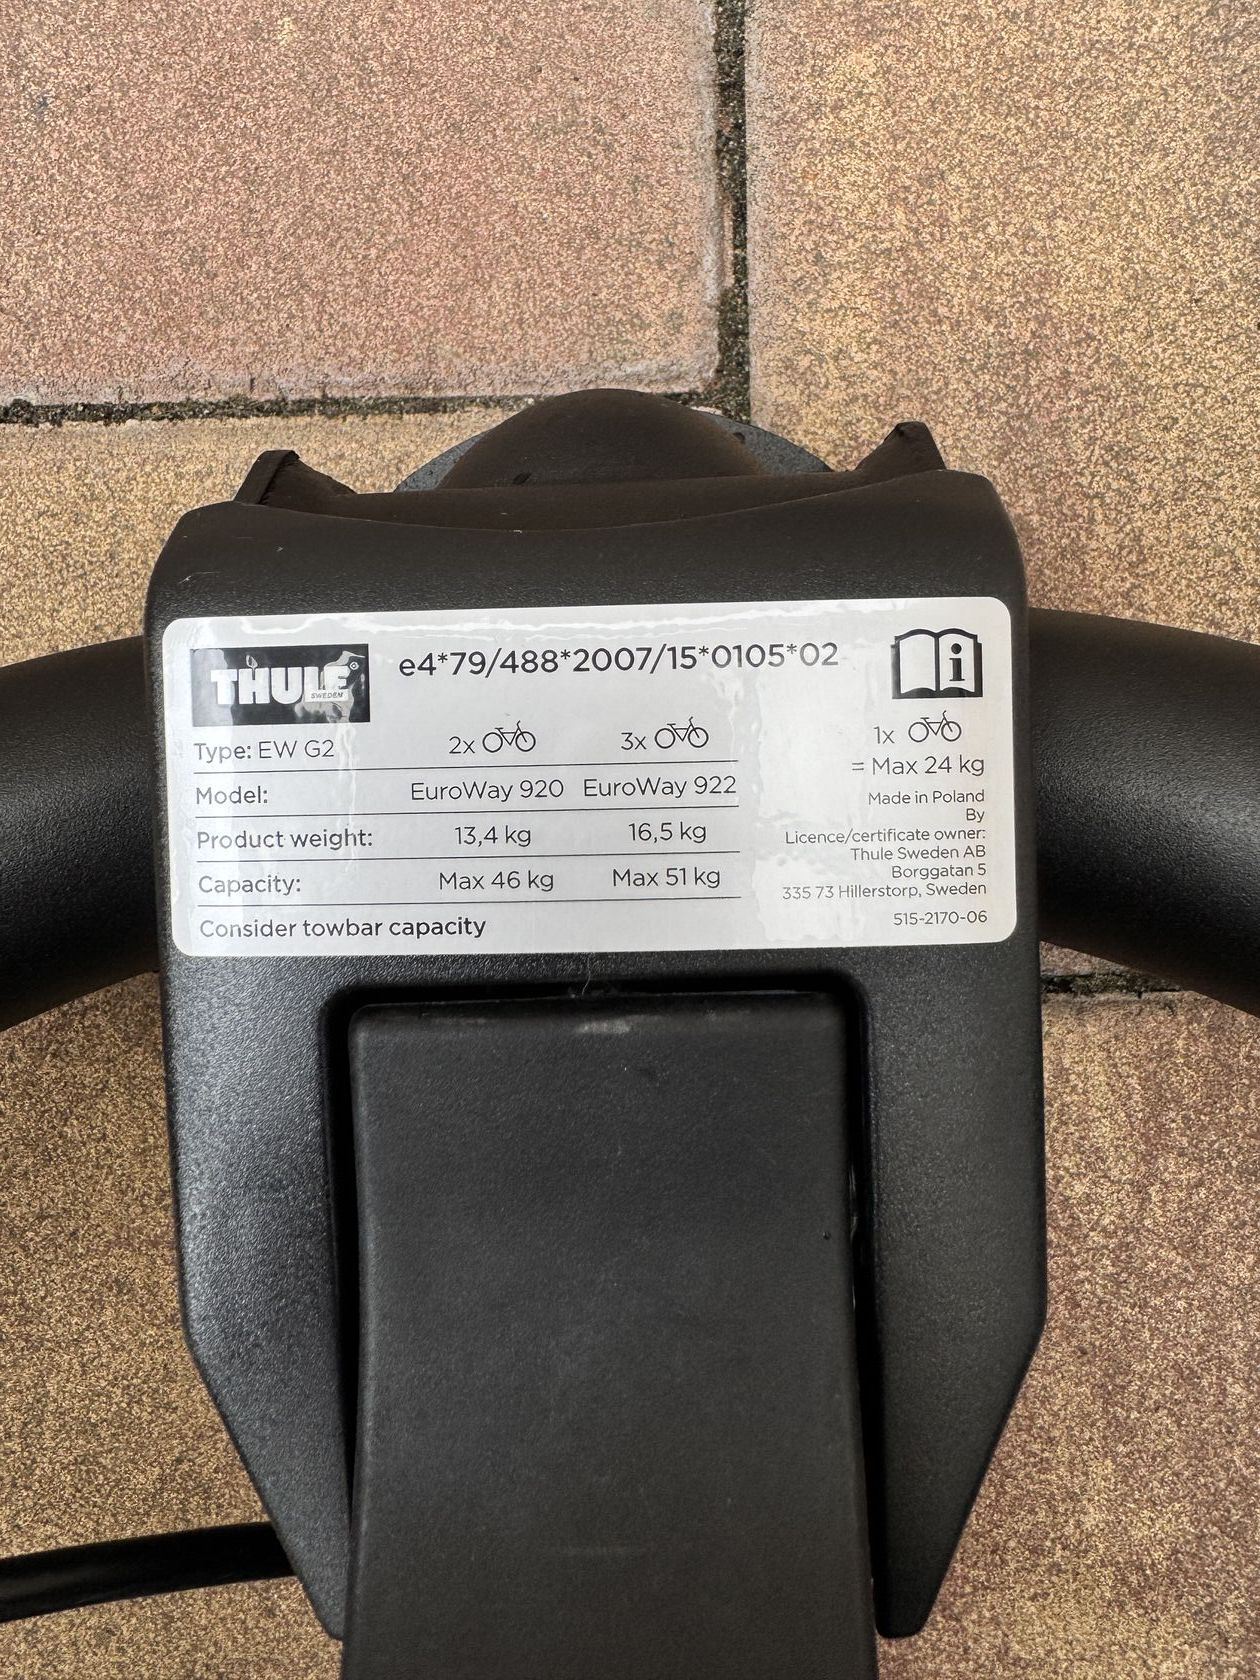 THULE
SWEDEN
e4*79/488*2007/15*0105*02
i
Type: EW G2 2x 3x 1x
= Max 24 kg
Model: EuroWay 920 EuroWay 922
Product weight: 13,4 kg 16,5 kg
Capacity: Max 46 kg Max 51 kg
Consider towbar capacity
Made in Poland
By
Licence/certificate owner:
Thule Sweden AB
Borggatan 5
335 73 Hillerstorp, Sweden
515-2170-06